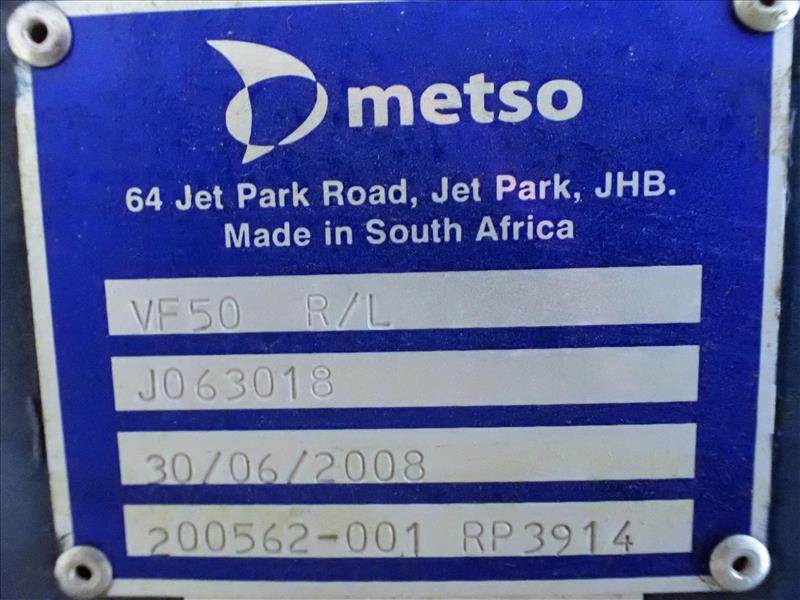 metso
64 Jet Park Road, Jet Park, JHB.
Made in South Africa
VF50 R/L
J063018
30/06/2008
200562-001 RP3914